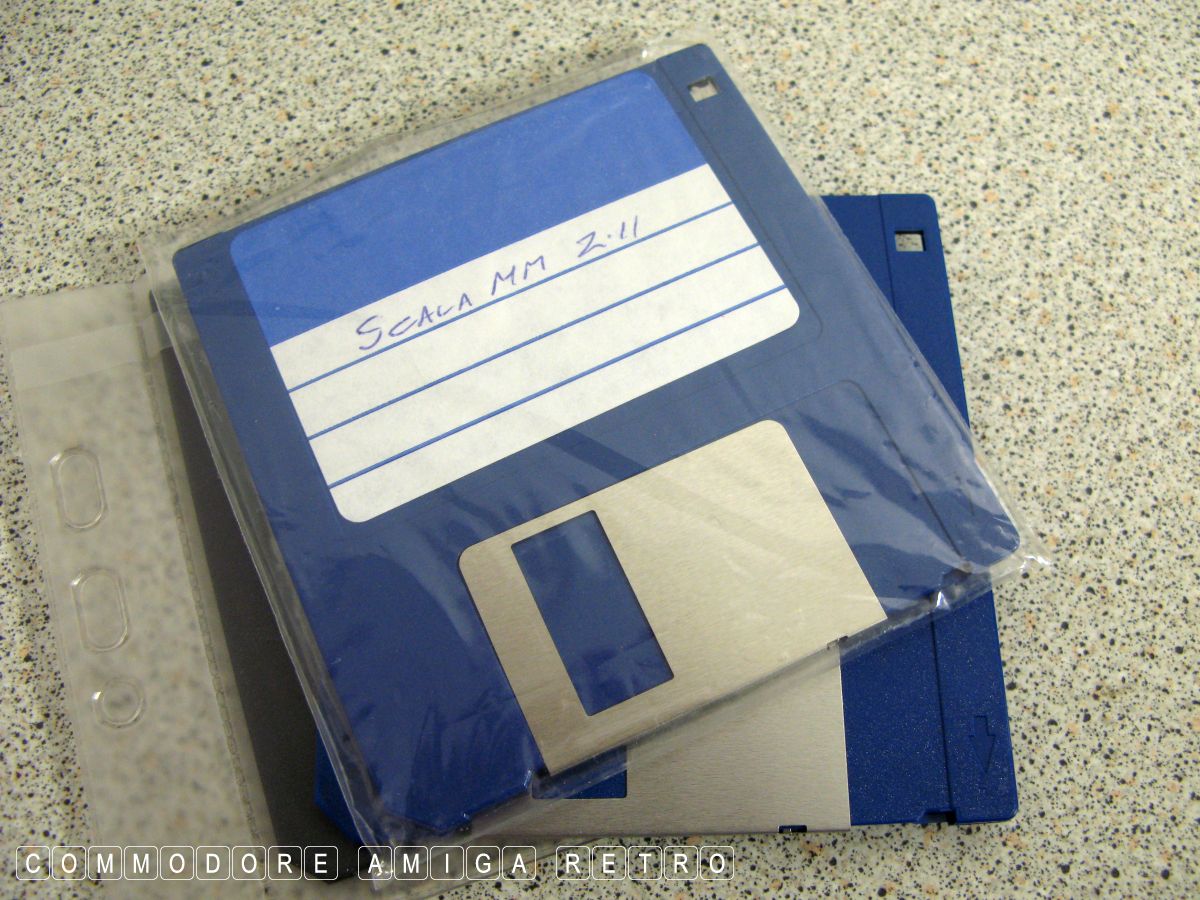 SCALA MM 2.11
COMMODORE AMIGA RETRO